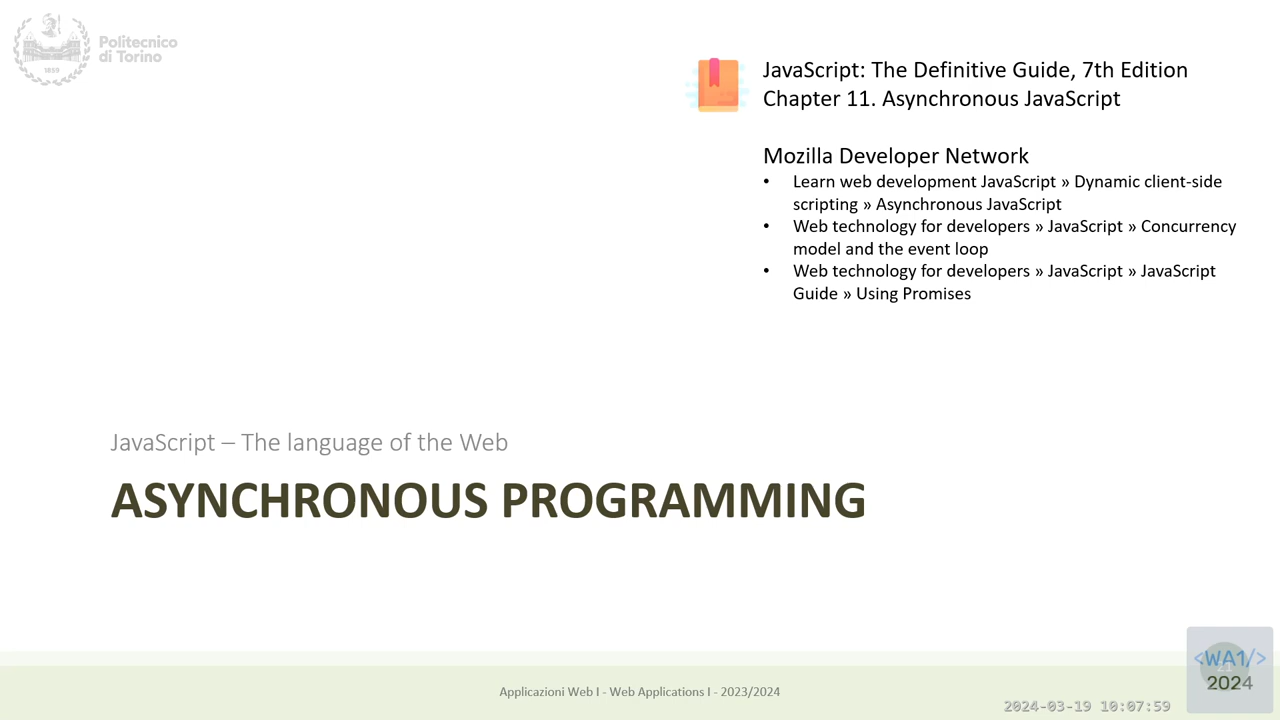 Politecnico
di Torino
1859
JavaScript: The Definitive Guide, 7th Edition
Chapter 11. Asynchronous JavaScript
Mozilla Developer Network
• Learn web development JavaScript » Dynamic client-side
scripting » Asynchronous JavaScript
• Web technology for developers » JavaScript » Concurrency
model and the event loop
• Web technology for developers » JavaScript » JavaScript
Guide » Using Promises
JavaScript – The language of the Web
ASYNCHRONOUS PROGRAMMING
Applicazioni Web I - Web Applications I - 2023/2024
2024-03-19 10:07:59
<WA1/>
2024